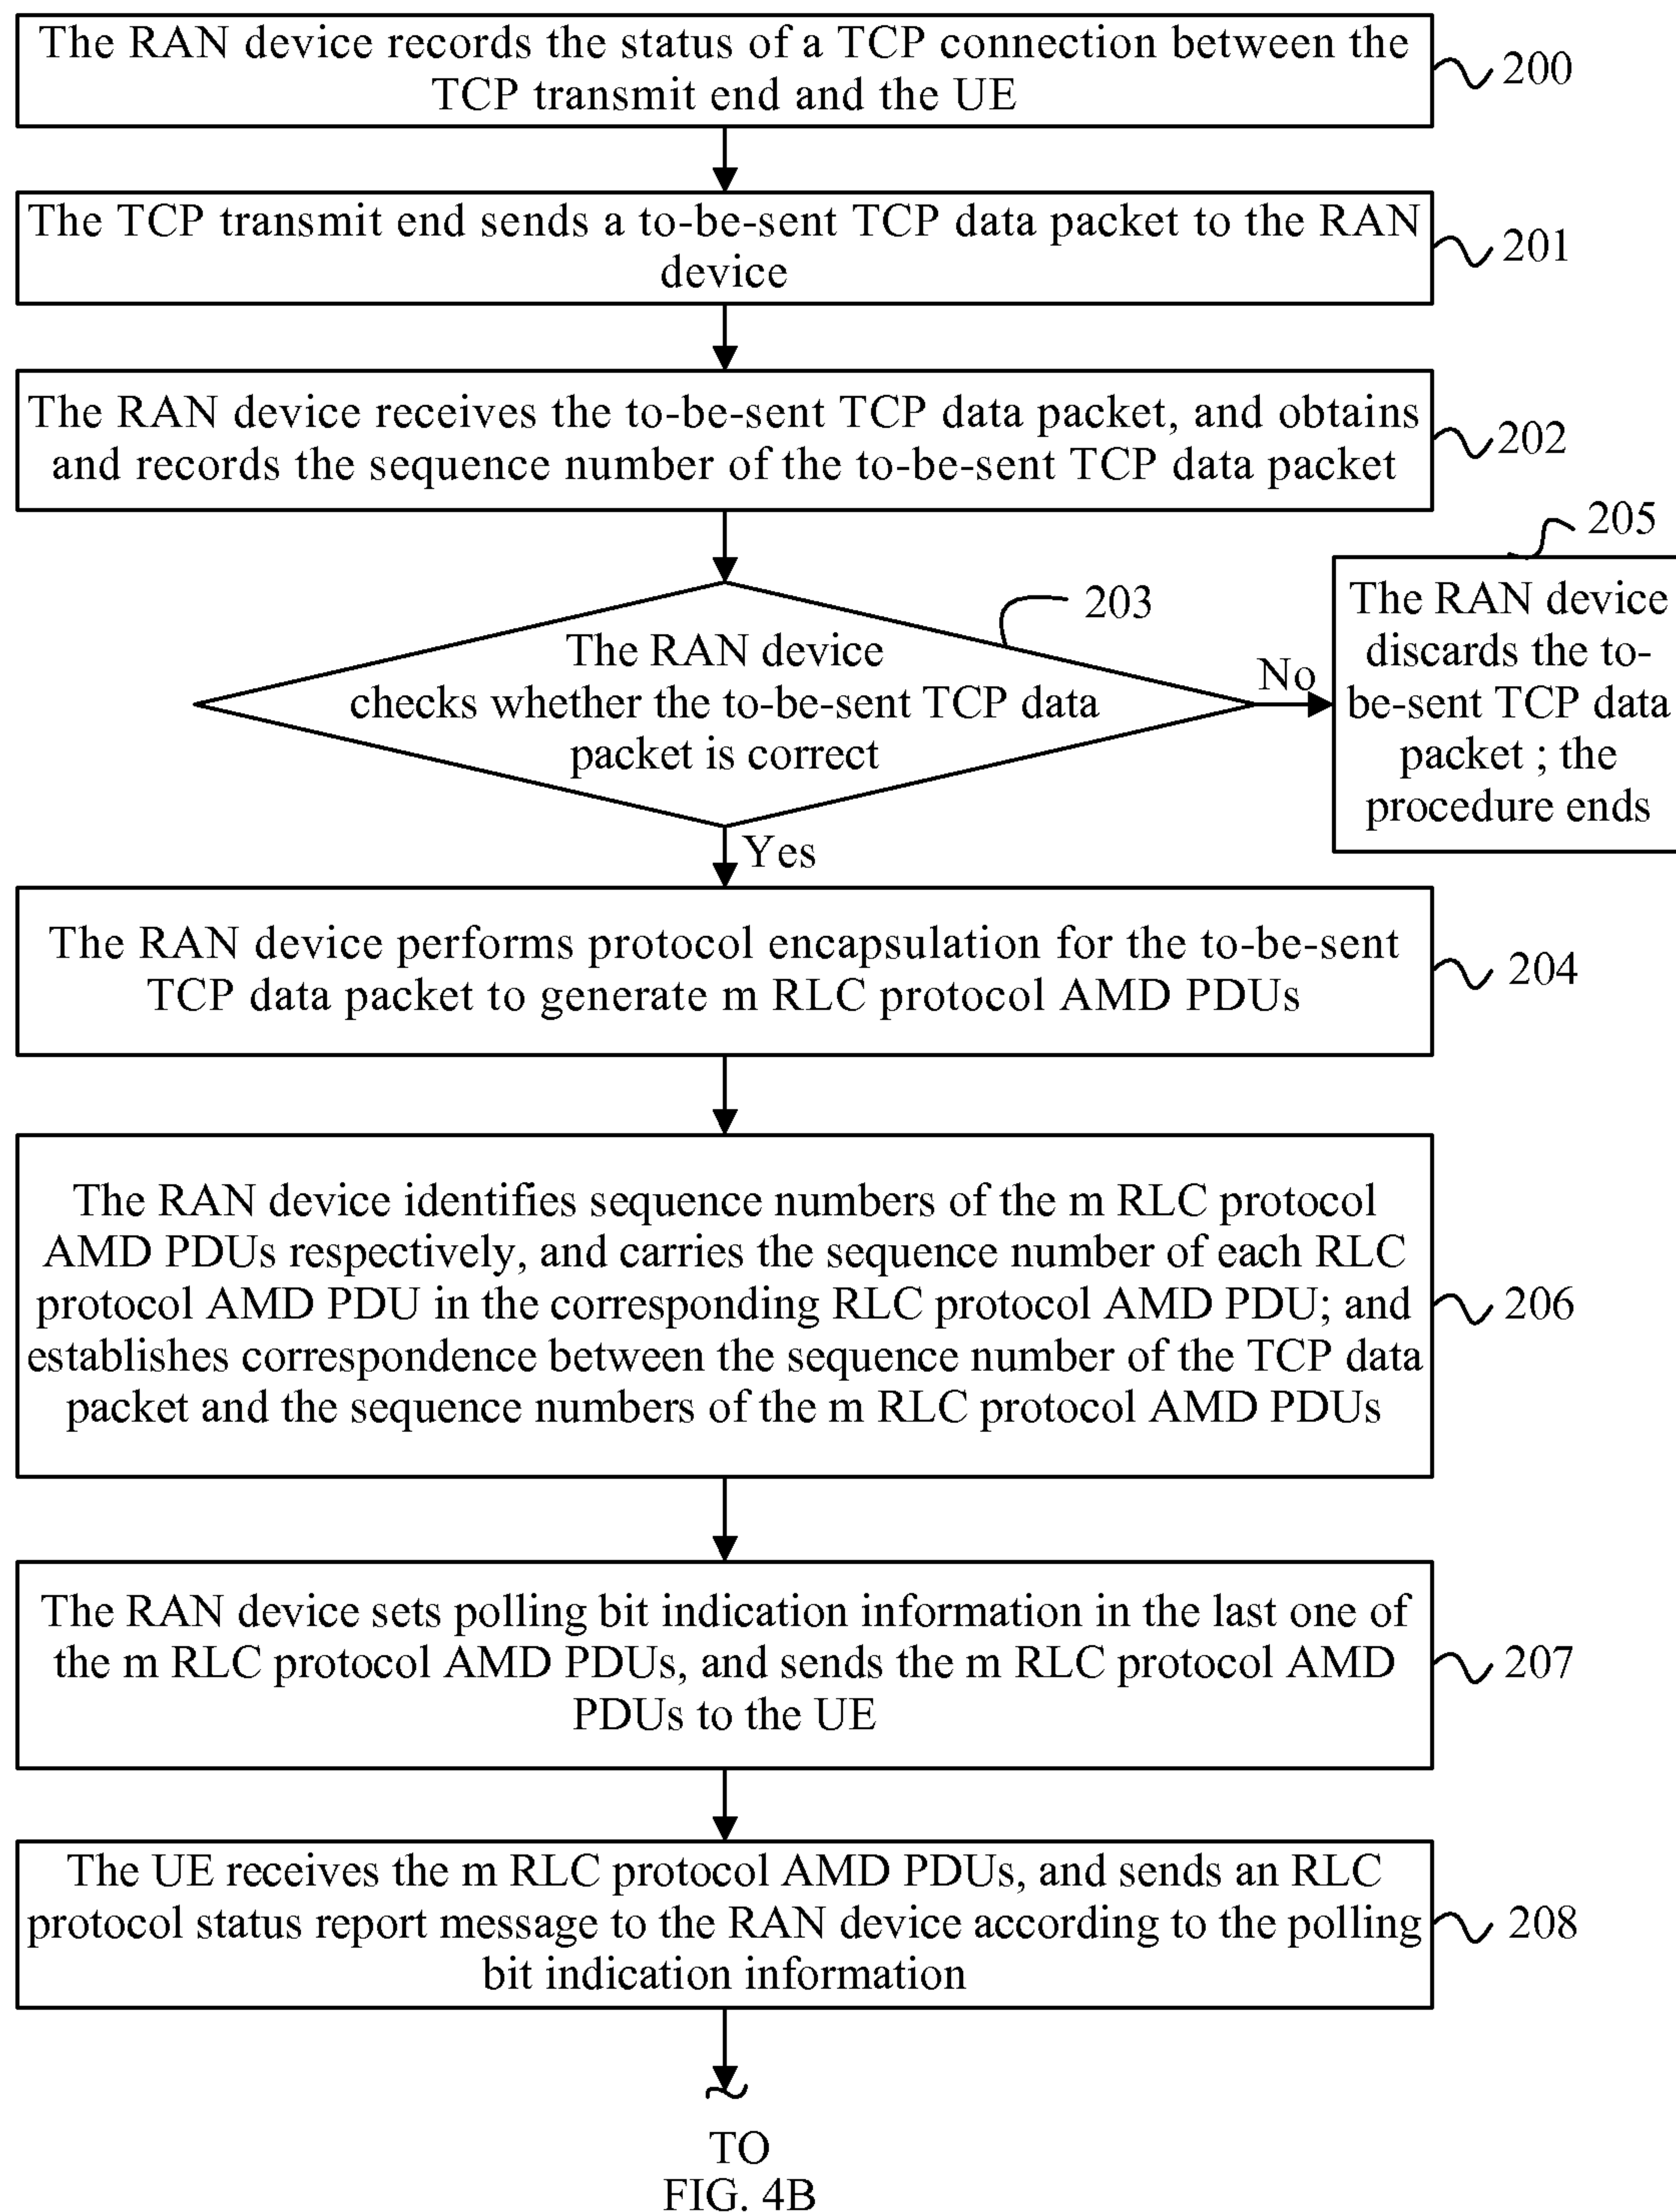 The RAN device records the status of a TCP connection between the
TCP transmit end and the UE
200
The TCP transmit end sends a to-be-sent TCP data packet to the RAN
device
201
The RAN device receives the to-be-sent TCP data packet, and obtains
and records the sequence number of the to-be-sent TCP data packet
202
The RAN device
checks whether the to-be-sent TCP data
packet is correct
203
No
205
The RAN device
discards the to-
be-sent TCP data
packet ; the
procedure ends
Yes
The RAN device performs protocol encapsulation for the to-be-sent
TCP data packet to generate m RLC protocol AMD PDUs
204
The RAN device identifies sequence numbers of the m RLC protocol
AMD PDUs respectively, and carries the sequence number of each RLC
protocol AMD PDU in the corresponding RLC protocol AMD PDU; and
establishes correspondence between the sequence number of the TCP data
packet and the sequence numbers of the m RLC protocol AMD PDUs
206
The RAN device sets polling bit indication information in the last one of
the m RLC protocol AMD PDUs, and sends the m RLC protocol AMD
PDUs to the UE
207
The UE receives the m RLC protocol AMD PDUs, and sends an RLC
protocol status report message to the RAN device according to the polling
bit indication information
208
TO
FIG. 4B